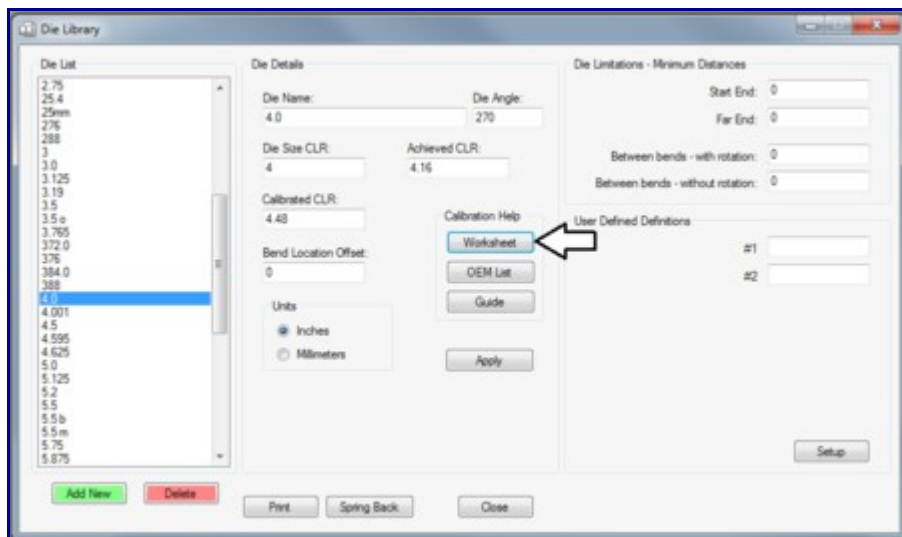 Die Library
Die List
2.75
25.4
25mm
276
288
3
3.0
3.125
3.19
3.5
3.5 o
3.765
372.0
376
384.0
388
4.0
4.001
4.5
4.595
4.625
5.0
5.125
5.2
5.5
5.5 b
5.5 m
5.75
5.875
Add New
Delete
Die Details
Die Name:
Die Angle:
4.0
270
Die Size CLR:
Achieved CLR:
4
4.16
Calibrated CLR:
4.48
Bend Location Offset:
0
Units
Inches
Millimeters
Calibration Help
Worksheet
OEM List
Guide
Apply
Print
Spring Back
Close
Die Limitations - Minimum Distances
Start End: 0
Far End: 0
Between bends - with rotation: 0
Between bends - without rotation: 0
User Defined Definitions
#1
#2
Setup